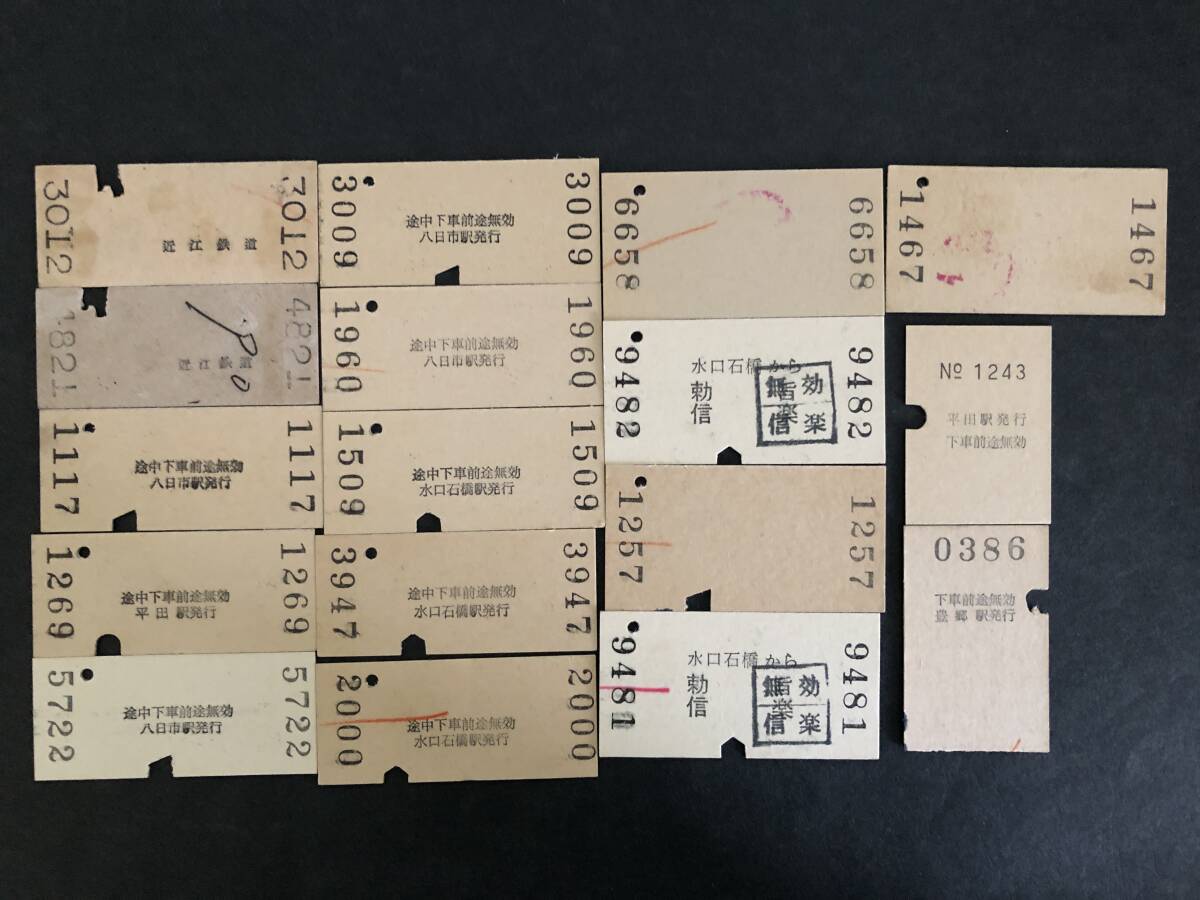 3012 3012
近江鉄道
4821 4821
近江鉄道
1117 1117
途中下車前途無効
八日市駅発行
1269 1269
途中下車前途無効
平田駅発行
5722 5722
途中下車前途無効
八日市駅発行
3009 3009
途中下車前途無効
八日市駅発行
1960 1960
途中下車前途無効
八日市駅発行
1509 1509
途中下車前途無効
水口石橋駅発行
3947 3947
途中下車前途無効
水口石橋駅発行
20000 20000
途中下車前途無効
水口石橋駅発行
6658 6658
9482 9482
水口石橋から
勅信
信楽
無効
1257 1257
9481 9481
水口石橋から
勅信
信楽
無効
1467 1467
№ 1243
平田駅発行
下車前途無効
0386
下車前途無効
豊郷駅発行